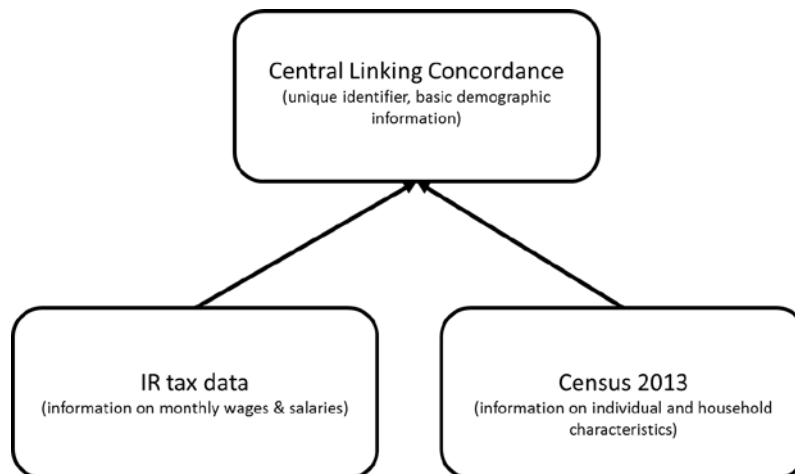 Central Linking Concordance
(unique identifier, basic demographic
information)
IR tax data
(information on monthly wages & salaries)
Census 2013
(information on individual and household
characteristics)